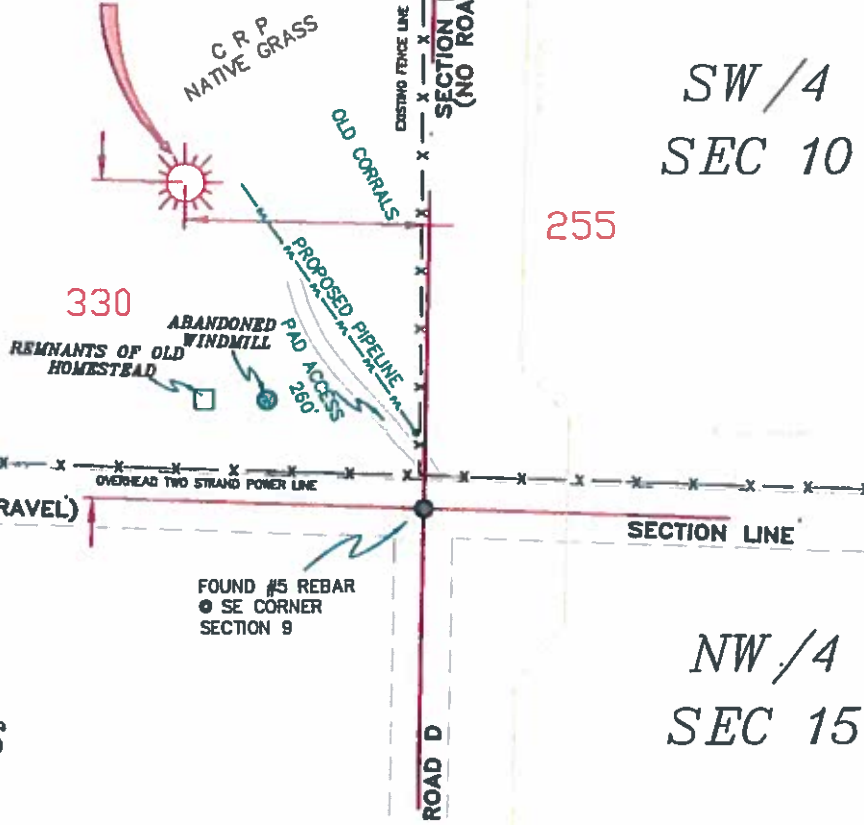 C R P
NATIVE GRASS
EXISTING FENCE LINE
SECTION
(NO
SW/4
SEC 10
OLD CORRALS
255
PROPOSED PIPELINE
330
ABANDONED
WINDMILL
REMNANTS OF OLD
HOMESTEAD
PAD ACCESS
260'
OVERHEAD TWO STRAND POWER LINE
RAVEL)
SECTION LINE
FOUND #5 REBAR
@ SE CORNER
SECTION 9
NW/4
SEC 15
S
ROAD D